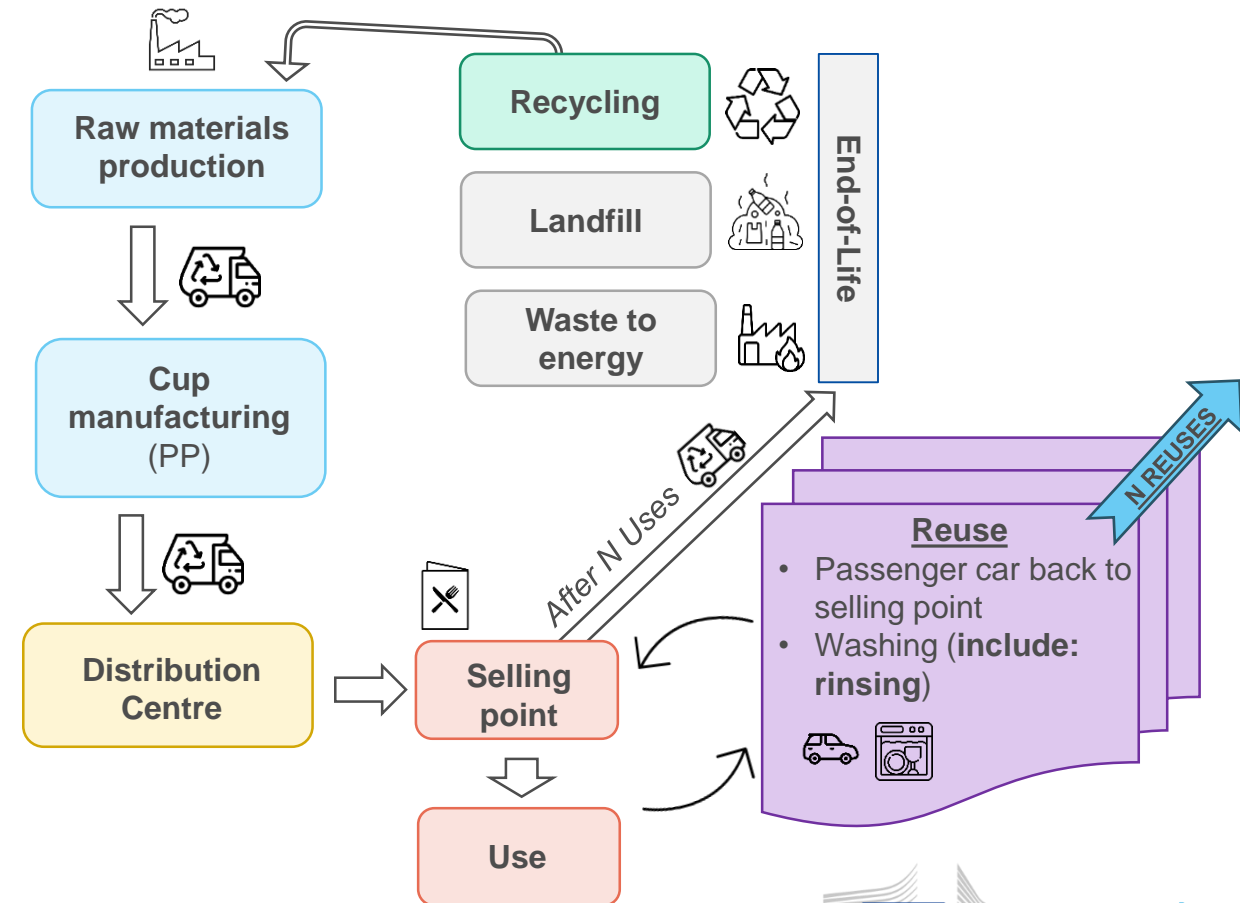 Raw materials
production
Cup
manufacturing
(PP)
Distribution
Centre
Selling
point
Use
Recycling
Landfill
Waste to
energy
End-of-Life
After N Uses
N REUSES
Reuse
• Passenger car back to
selling point
• Washing (include:
rinsing)